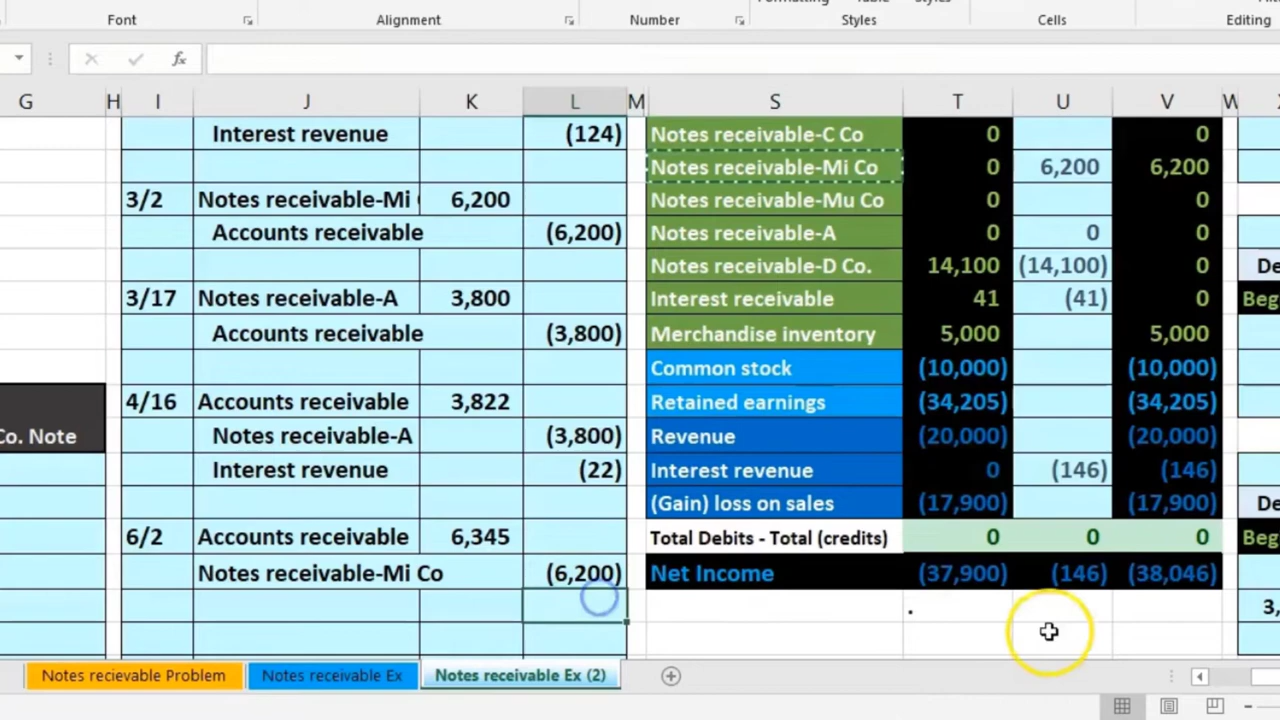 Font Alignment Number Styles Cells Editing
fx
G H I J K L M S T U V W
Interest revenue (124) Notes receivable-C Co 0 0
Notes receivable-Mi Co 0 6,200 6,200
3/2 Notes receivable-Mi 6,200 Notes receivable-Mu Co 0 0
Accounts receivable (6,200) Notes receivable-A 0 0 0
Notes receivable-D Co. 14,100 (14,100) 0 De
3/17 Notes receivable-A 3,800 Interest receivable 41 (41) 0 Beg
Accounts receivable (3,800) Merchandise inventory 5,000 5,000
Common stock (10,000) (10,000)
4/16 Accounts receivable 3,822 Retained earnings (34,205) (34,205)
Co. Note Notes receivable-A (3,800) Revenue (20,000) (20,000)
Interest revenue (22) Interest revenue 0 (146) (146)
(Gain) loss on sales (17,900) (17,900) De
6/2 Accounts receivable 6,345 Total Debits - Total (credits) 0 0 0 Beg
Notes receivable-Mi Co (6,200) Net Income (37,900) (146) (38,046)
. 3,
Notes recievable Problem Notes receivable Ex Notes receivable Ex (2)